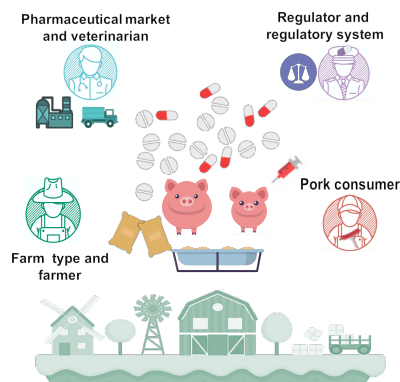 Pharmaceutical market
and veterinarian
Regulator and
regulatory system
Pork consumer
Farm type and
farmer